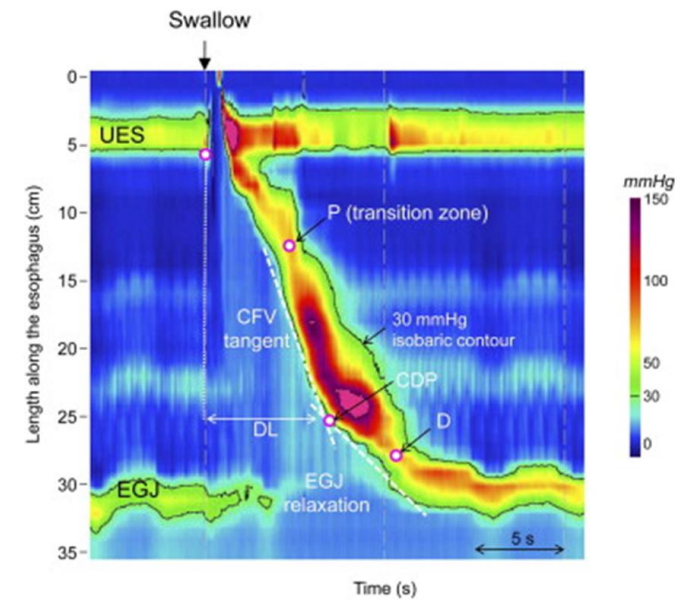 Swallow
0
UES
5
mmHg
150
10
P (transition zone)
15
100
CFV
tangent
30 mmHg
isobaric contour
20
50
CDP
30
25
D
DL
0
EGJ
30
EGJ
relaxation
5 s
35
Length along the esophagus (cm)
Time (s)